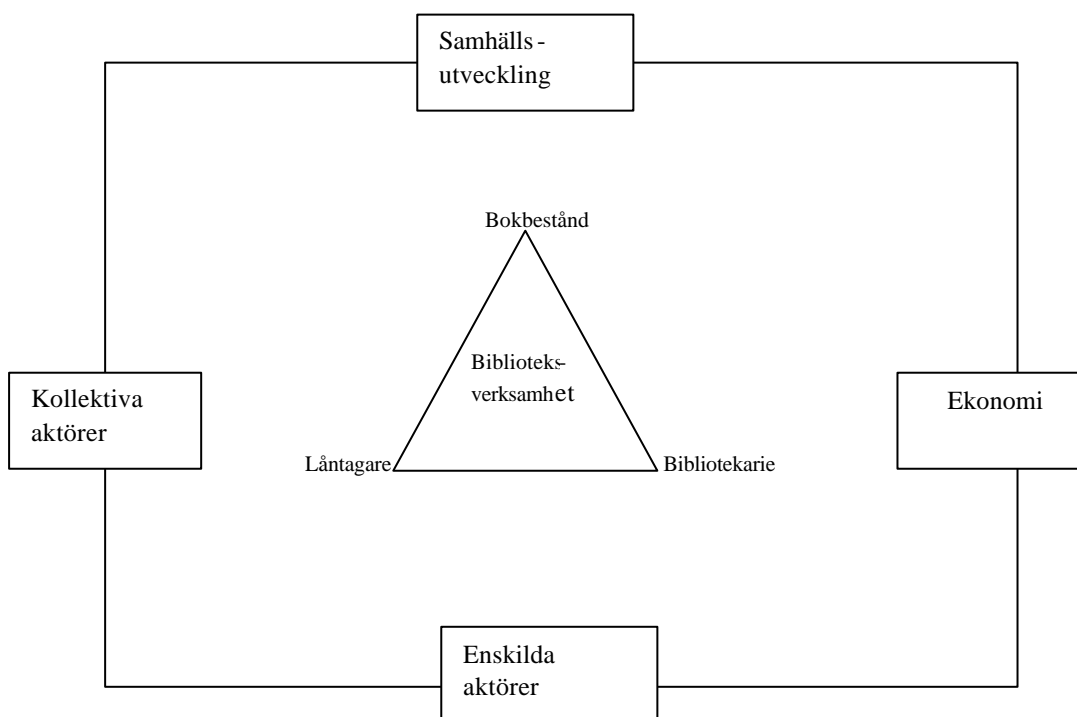 Samhälls-
utveckling
Bokbestånd
Biblioteks-
verksamhet
Kollektiva
aktörer
Ekonomi
Låntagare
Bibliotekarie
Enskilda
aktörer